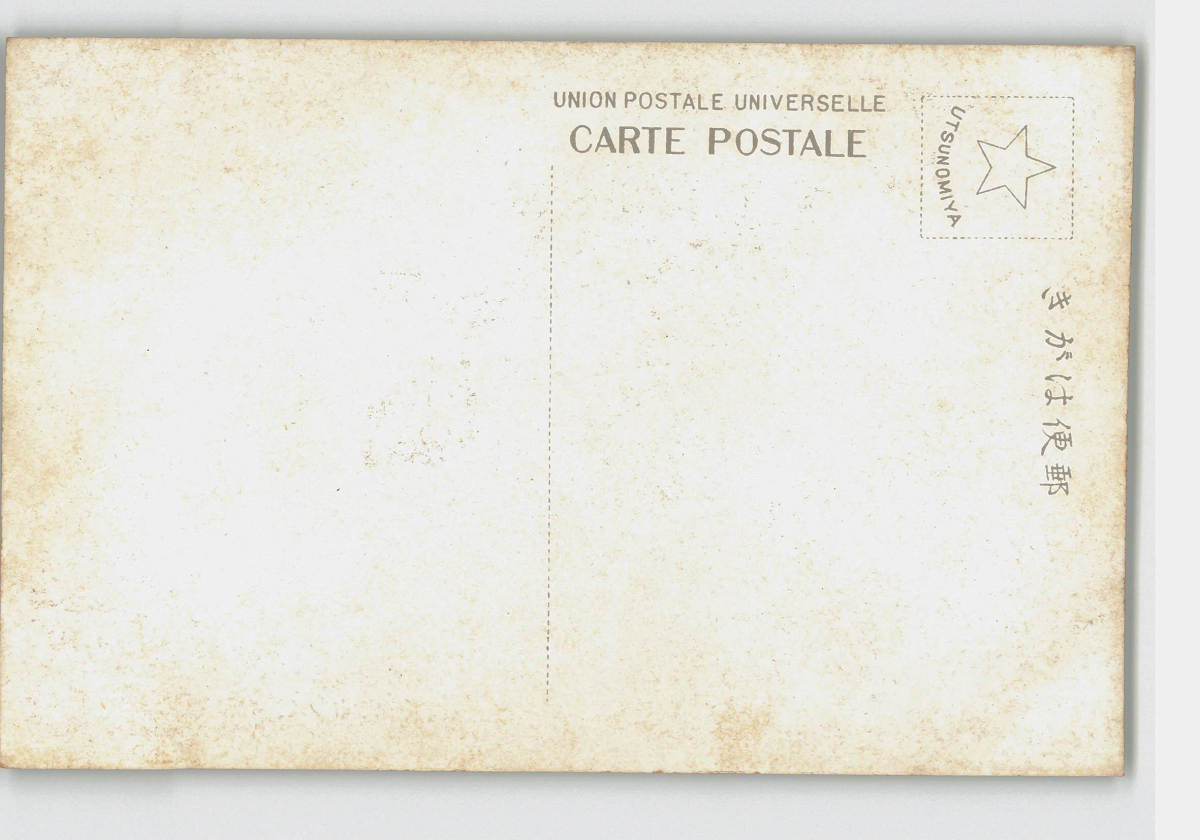 UNION POSTALE UNIVERSELLE
CARTE POSTALE
UTSUNOMIYA
郵便はがき